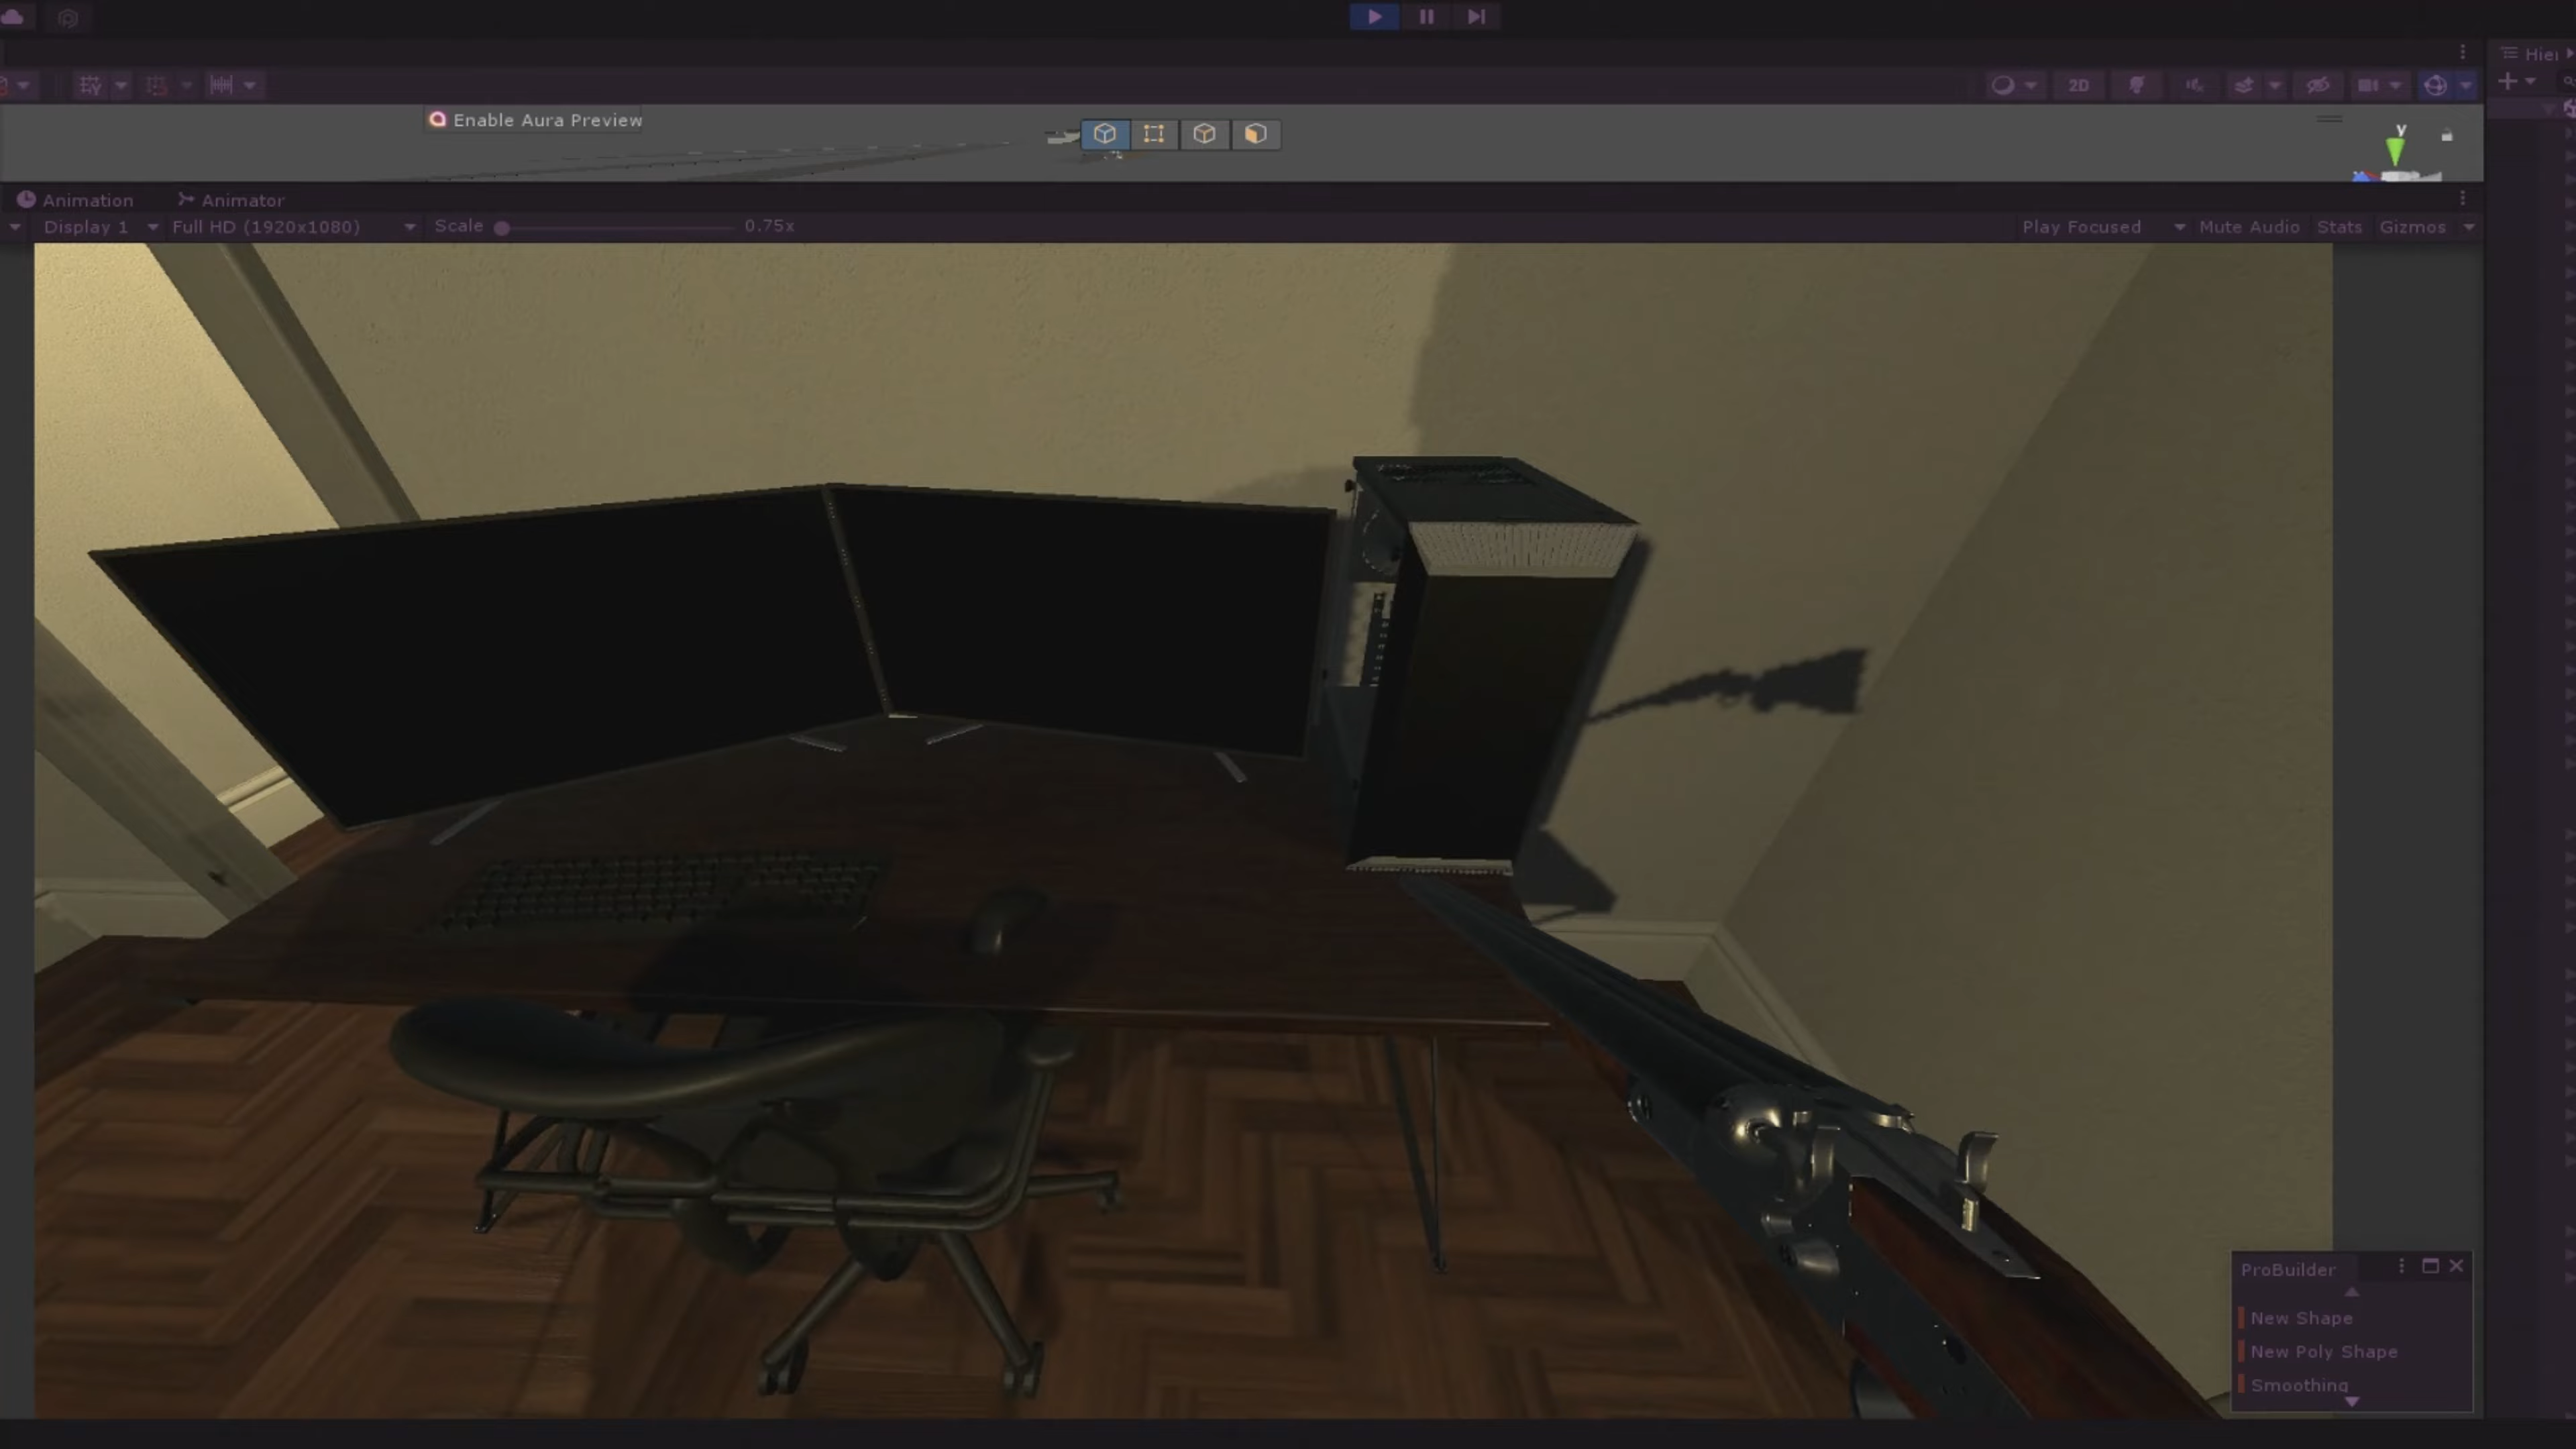 2D
Hier
Enable Aura Preview
y
Animation Animator
Display 1 Full HD (1920x1080) Scale 0.75x Play Focused Mute Audio Stats Gizmos
ProBuilder
New Shape
New Poly Shape
Smoothing